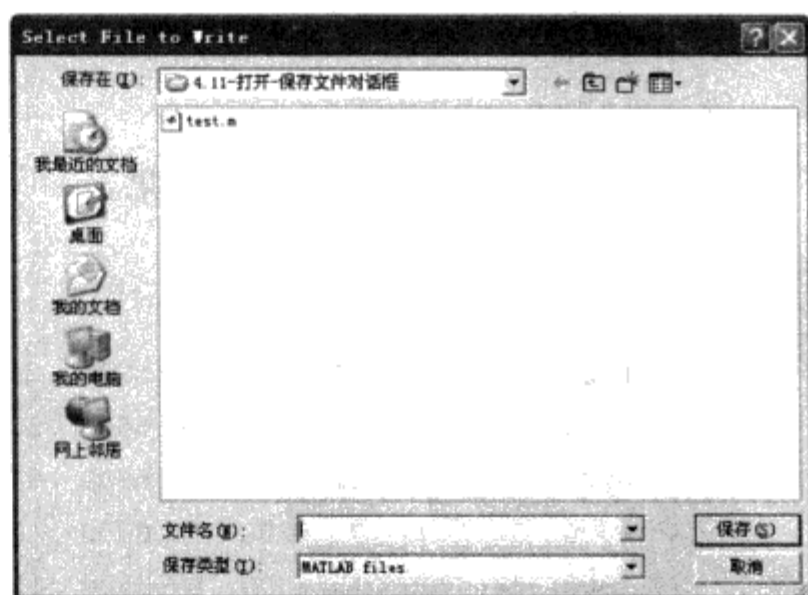 Select File to Write
保存在(I):
4.11-打开-保存文件对话框
test.m
我最近的文档
桌面
我的文档
我的电脑
网上邻居
文件名(N):
保存(S)
保存类型(T)
MATLAB files
取消